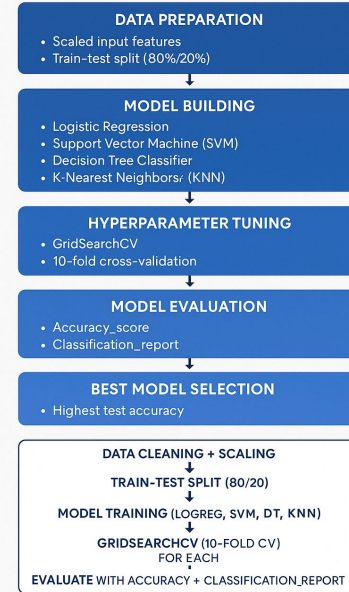 DATA PREPARATION
• Scaled input features
• Train-test split (80%/20%)
MODEL BUILDING
• Logistic Regression
• Support Vector Machine (SVM)
• Decision Tree Classifier
• K-Nearest Neighbors (KNN)
HYPERPARAMETER TUNING
• GridSearchCV
• 10-fold cross-validation
MODEL EVALUATION
• Accuracy_score
• Classification_report
BEST MODEL SELECTION
• Highest test accuracy
DATA CLEANING + SCALING
TRAIN-TEST SPLIT (80/20)
MODEL TRAINING (LOGREG, SVM, DT, KNN)
GRIDSEARCHCV (10-FOLD CV)
FOR EACH
EVALUATE WITH ACCURACY + CLASSIFICATION_REPORT